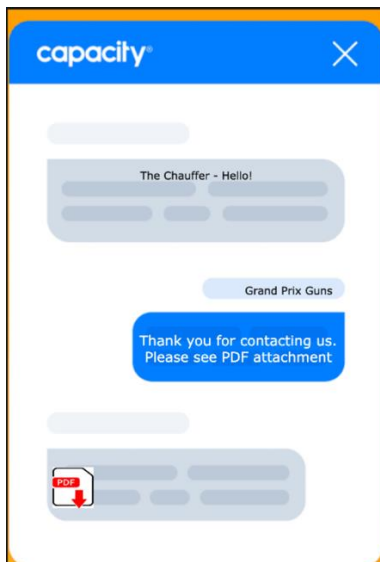 capacity®
The Chauffer - Hello!
Grand Prix Guns
Thank you for contacting us.
Please see PDF attachment
PDF